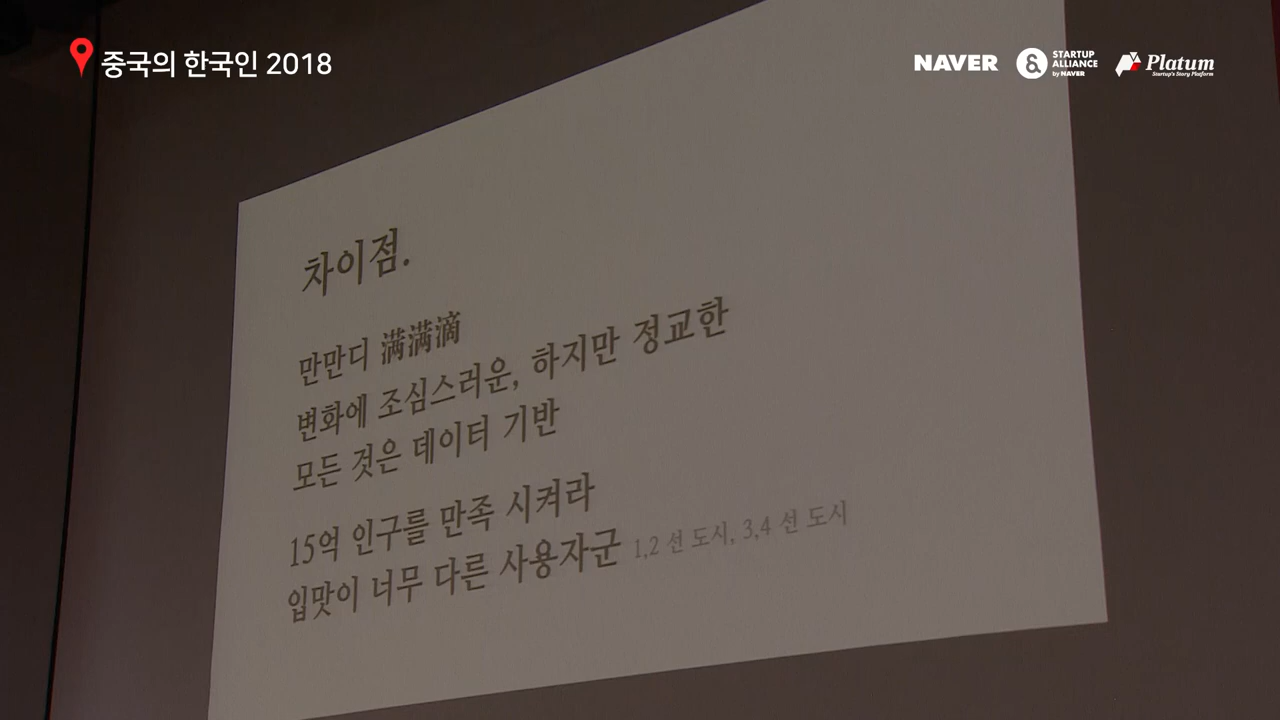 중국의 한국인 2018
NAVER
& STARTUP ALLIANCE by NAVER
Platum
Startup's Story Platform
차이점.
만만디 满满滴
변화에 조심스러운, 하지만 정교한
모든 것은 데이터 기반
15억 인구를 만족 시켜라
입맛이 너무 다른 사용자군 1,2 선 도시, 3,4 선 도시